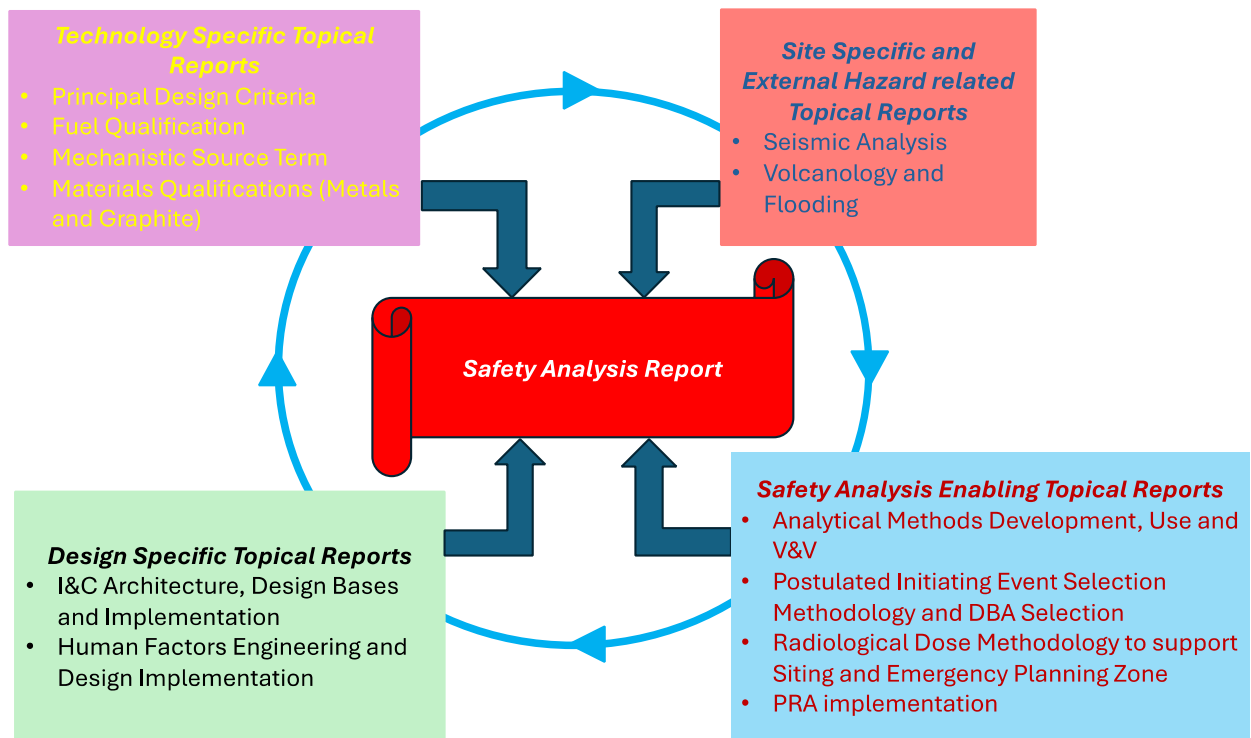 Technology Specific Topical
Reports
• Principal Design Criteria
• Fuel Qualification
• Mechanistic Source Term
• Materials Qualifications (Metals
and Graphite)
Site Specific and
External Hazard related
Topical Reports
• Seismic Analysis
• Volcanology and
Flooding
Safety Analysis Report
Design Specific Topical Reports
• I&C Architecture, Design Bases
and Implementation
• Human Factors Engineering and
Design Implementation
Safety Analysis Enabling Topical Reports
• Analytical Methods Development, Use and
V&V
• Postulated Initiating Event Selection
Methodology and DBA Selection
• Radiological Dose Methodology to support
Siting and Emergency Planning Zone
• PRA implementation